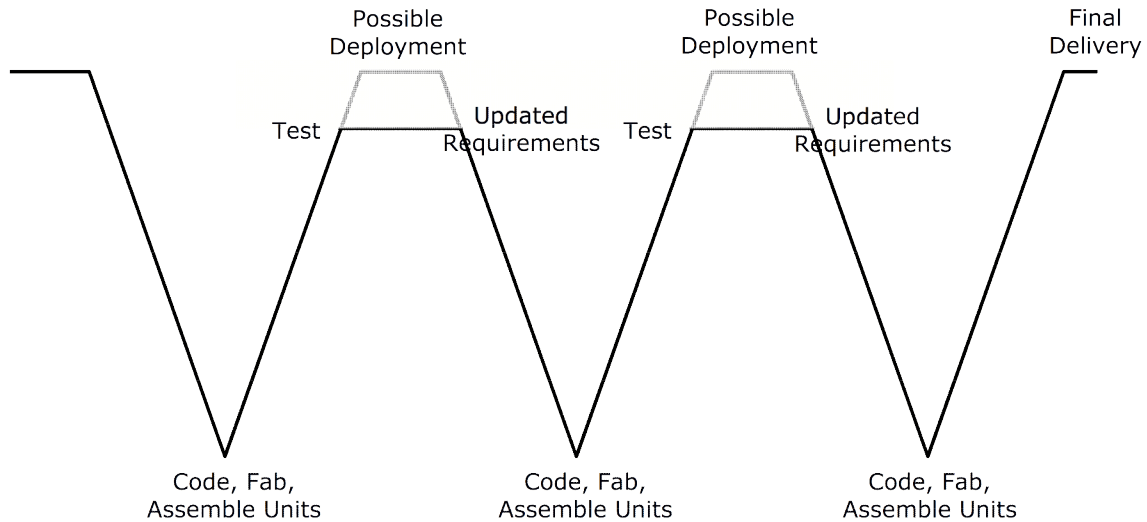 Possible
Deployment
Possible
Deployment
Final
Delivery
Test
Updated
Requirements
Test
Updated
Requirements
Code, Fab,
Assemble Units
Code, Fab,
Assemble Units
Code, Fab,
Assemble Units